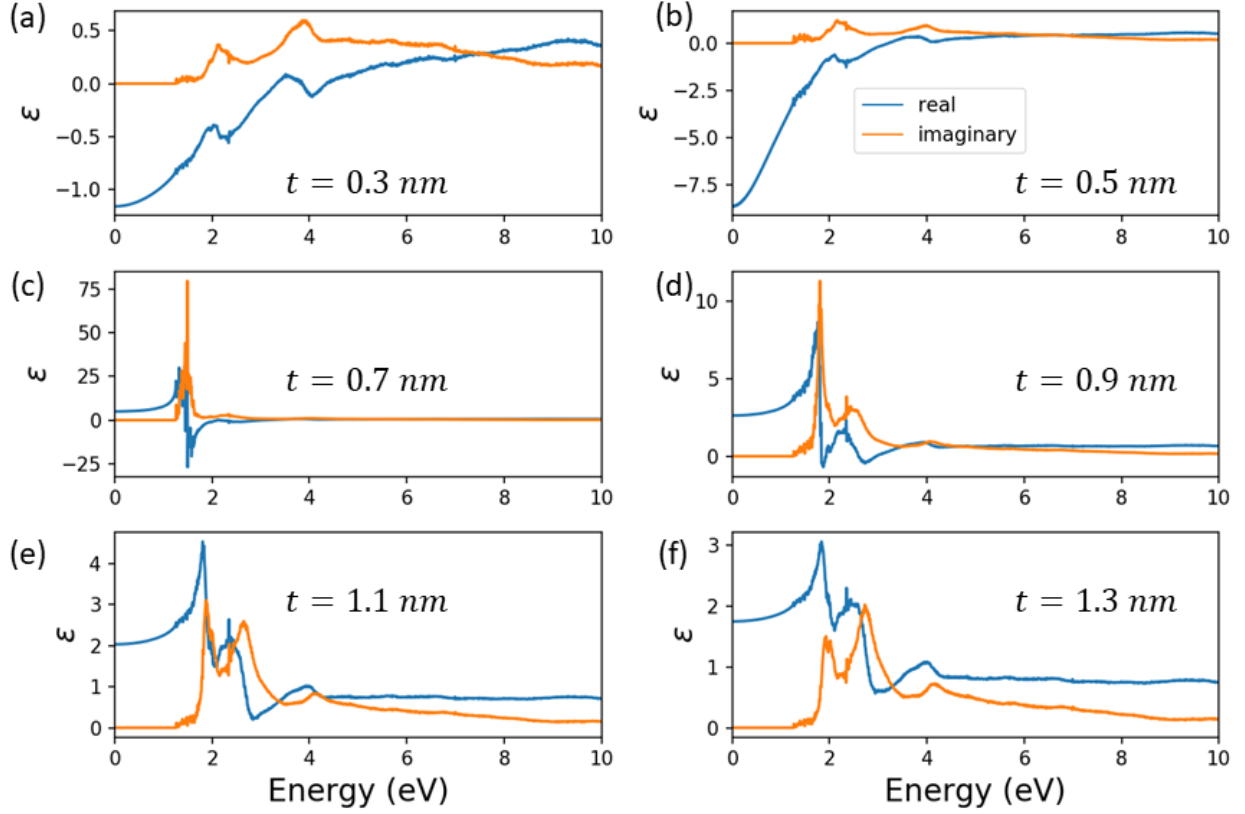 (a)
0.5
0.0
−0.5
−1.0
ε
t = 0.3 nm
0 2 4 6 8 10
(b)
0.0
−2.5
−5.0
−7.5
ε
real
imaginary
t = 0.5 nm
0 2 4 6 8 10
(c)
75
50
25
0
−25
ε
t = 0.7 nm
0 2 4 6 8 10
(d)
10
5
0
ε
t = 0.9 nm
0 2 4 6 8 10
(e)
4
3
2
1
0
ε
t = 1.1 nm
0 2 4 6 8 10
Energy (eV)
(f)
3
2
1
0
ε
t = 1.3 nm
0 2 4 6 8 10
Energy (eV)